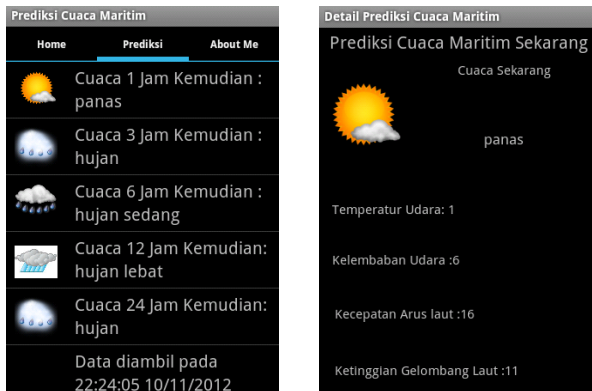 Prediksi Cuaca Maritim
Home Prediksi About Me
Cuaca 1 Jam Kemudian :
panas
Cuaca 3 Jam Kemudian :
hujan
Cuaca 6 Jam Kemudian :
hujan sedang
Cuaca 12 Jam Kemudian:
hujan lebat
Cuaca 24 Jam Kemudian:
hujan
Data diambil pada
22:24:05 10/11/2012
Detail Prediksi Cuaca Maritim
Prediksi Cuaca Maritim Sekarang
Cuaca Sekarang
panas
Temperatur Udara: 1
Kelembaban Udara :6
Kecepatan Arus laut :16
Ketinggian Gelombang Laut :11